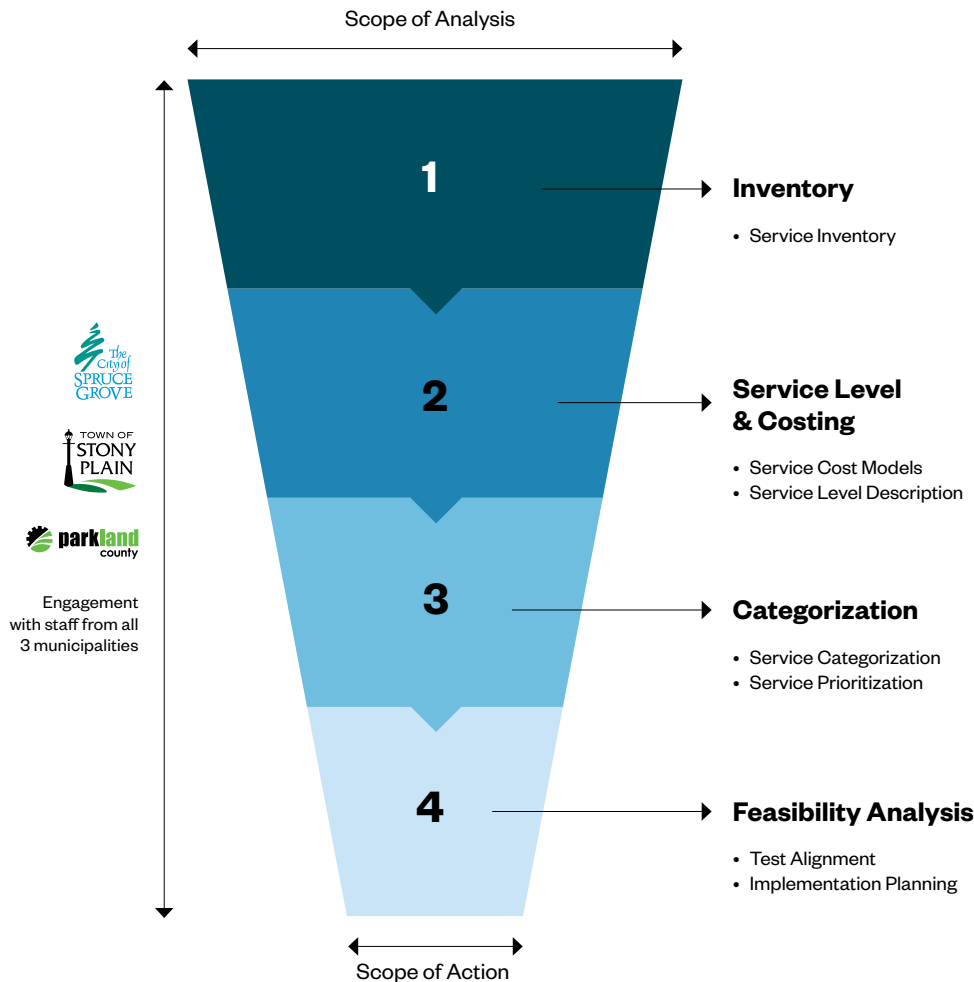 Scope of Analysis
1
Inventory
• Service Inventory
The
City of
SPRUCE
GROVE
2
Service Level
& Costing
• Service Cost Models
• Service Level Description
TOWN OF
STONY
PLAIN
parkland
county
Engagement
with staff from all
3 municipalities
3
Categorization
• Service Categorization
• Service Prioritization
4
Feasibility Analysis
• Test Alignment
• Implementation Planning
Scope of Action